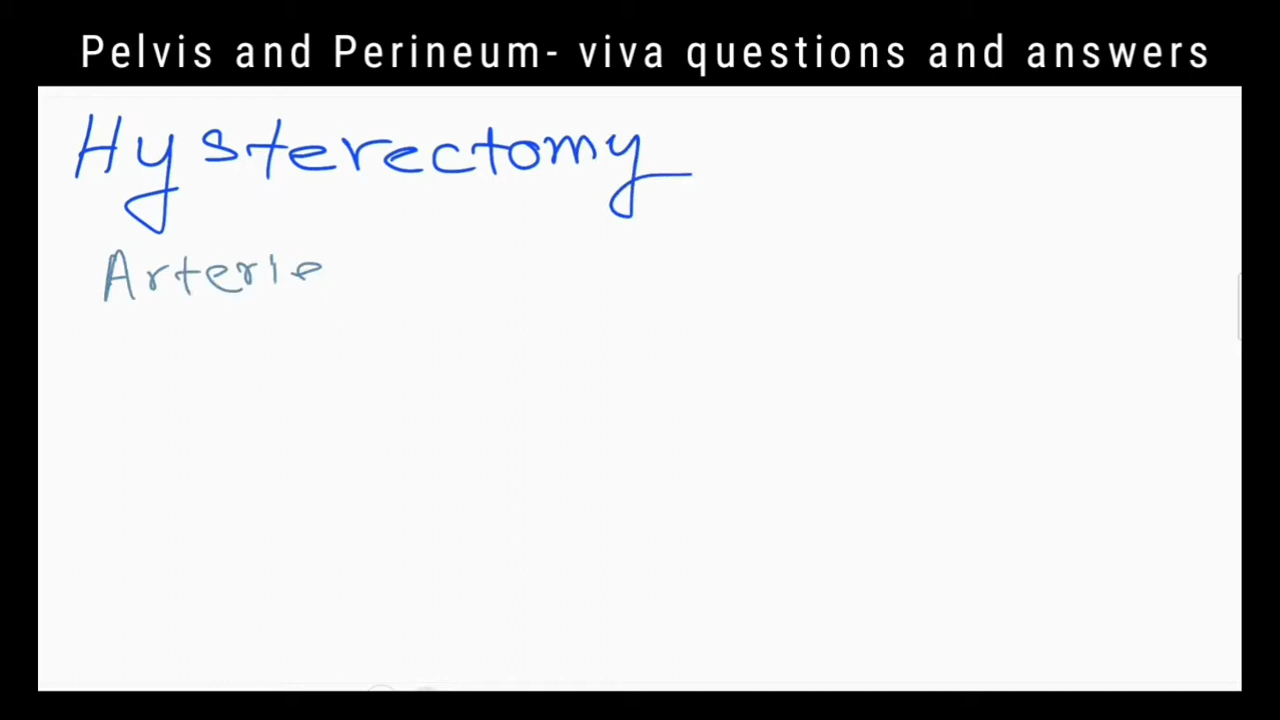 Pelvis and Perineum- viva questions and answers
Hysterectomy
Arterie